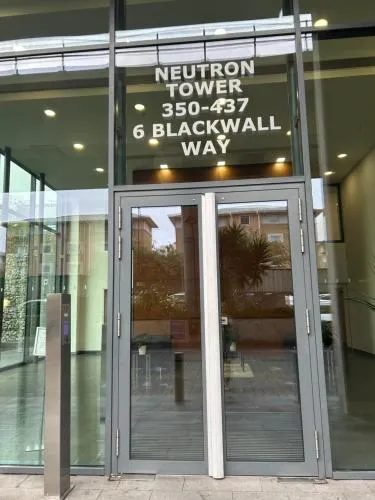 NEUTRON
TOWER
350-437
6 BLACKWALL
WAY